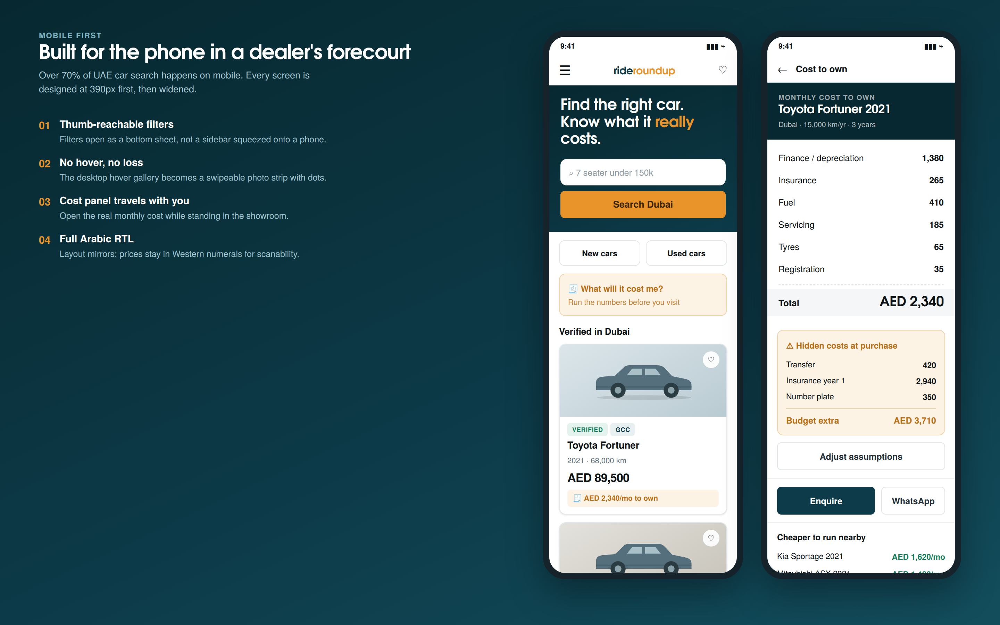 MOBILE FIRST
Built for the phone in a dealer's forecourt
Over 70% of UAE car search happens on mobile. Every screen is
designed at 390px first, then widened.
01 Thumb-reachable filters
Filters open as a bottom sheet, not a sidebar squeezed onto a phone.
02 No hover, no loss
The desktop hover gallery becomes a swipeable photo strip with dots.
03 Cost panel travels with you
Open the real monthly cost while standing in the showroom.
04 Full Arabic RTL
Layout mirrors; prices stay in Western numerals for scanability.
9:41
rideroundup
Find the right car.
Know what it really
costs.
7 seater under 150k
Search Dubai
New cars Used cars
What will it cost me?
Run the numbers before you visit
Verified in Dubai
VERIFIED GCC
Toyota Fortuner
2021 · 68,000 km
AED 89,500
AED 2,340/mo to own
9:41
← Cost to own
MONTHLY COST TO OWN
Toyota Fortuner 2021
Dubai · 15,000 km/yr · 3 years
Finance / depreciation 1,380
Insurance 265
Fuel 410
Servicing 185
Tyres 65
Registration 35
Total AED 2,340
⚠ Hidden costs at purchase
Transfer 420
Insurance year 1 2,940
Number plate 350
Budget extra AED 3,710
Adjust assumptions
Enquire WhatsApp
Cheaper to run nearby
Kia Sportage 2021 AED 1,620/mo
Mitsubishi ASX 2021